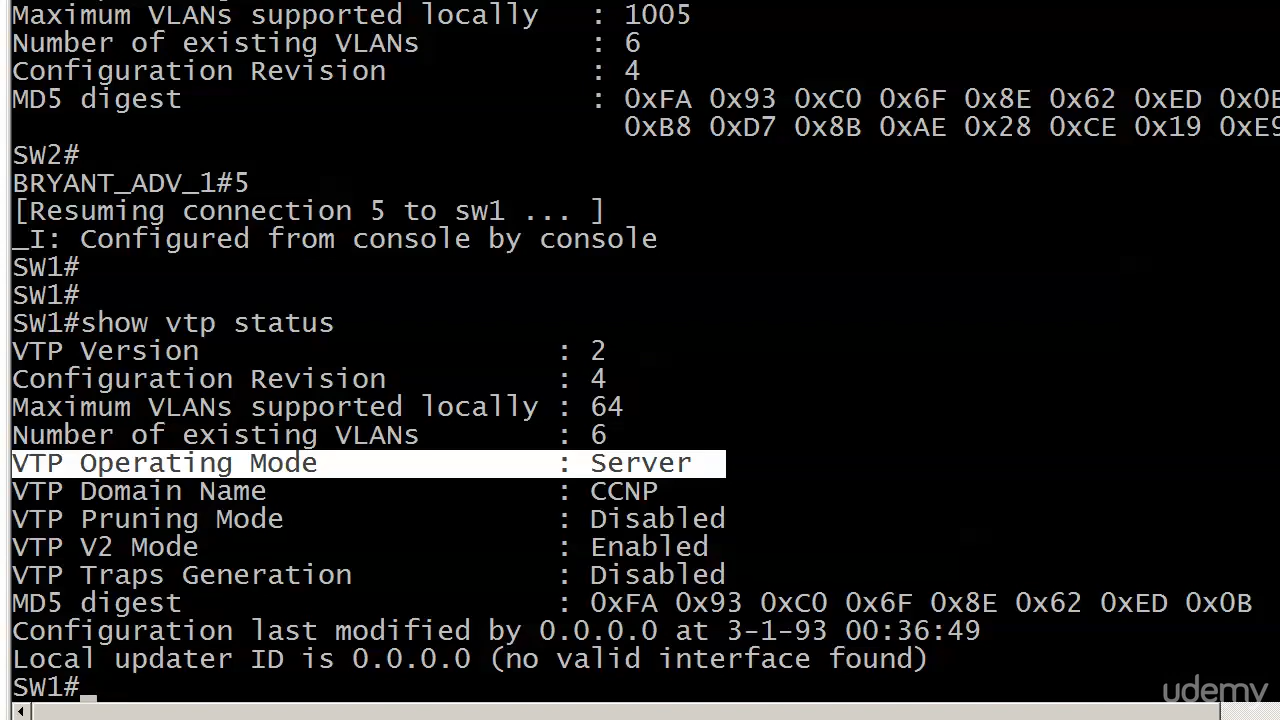 Maximum VLANs supported locally : 1005
Number of existing VLANs : 6
Configuration Revision : 4
MD5 digest : 0xFA 0x93 0xC0 0x6F 0x8E 0x62 0xED 0x0B
0xB8 0xD7 0x8B 0xAE 0x28 0xCE 0x19 0xE9
SW2#
BRYANT_ADV_1#5
[Resuming connection 5 to sw1 ... ]
_I: Configured from console by console
SW1#
SW1#
SW1#show vtp status
VTP Version : 2
Configuration Revision : 4
Maximum VLANs supported locally : 64
Number of existing VLANs : 6
VTP Operating Mode : Server
VTP Domain Name : CCNP
VTP Pruning Mode : Disabled
VTP V2 Mode : Enabled
VTP Traps Generation : Disabled
MD5 digest : 0xFA 0x93 0xC0 0x6F 0x8E 0x62 0xED 0x0B
Configuration last modified by 0.0.0.0 at 3-1-93 00:36:49
Local updater ID is 0.0.0.0 (no valid interface found)
SW1#
udemy